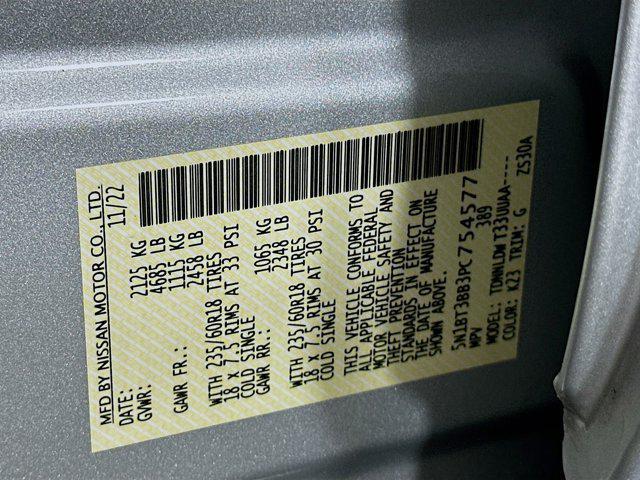 MFD BY NISSAN MOTOR CO., LTD.
DATE: 11/22
GVWR: 2125 KG
4685 LB
GAWR FR.: 1115 KG
2458 LB
WITH 235/60R18 TIRES
18 x 7.5 RIMS AT 33 PSI
COLD SINGLE
GAWR RR.: 1065 KG
2348 LB
WITH 235/60R18 TIRES
18 x 7.5 RIMS AT 30 PSI
COLD SINGLE
THIS VEHICLE CONFORMS TO
ALL APPLICABLE FEDERAL
MOTOR VEHICLE SAFETY AND
THEFT PREVENTION
STANDARDS IN EFFECT ON
THE DATE OF MANUFACTURE
SHOWN ABOVE.
5N1BT3BB3PC754577
MPV 389
MODEL: TDWNLDW T33UUAA----
COLOR: K23 TRIM: G ZS30A